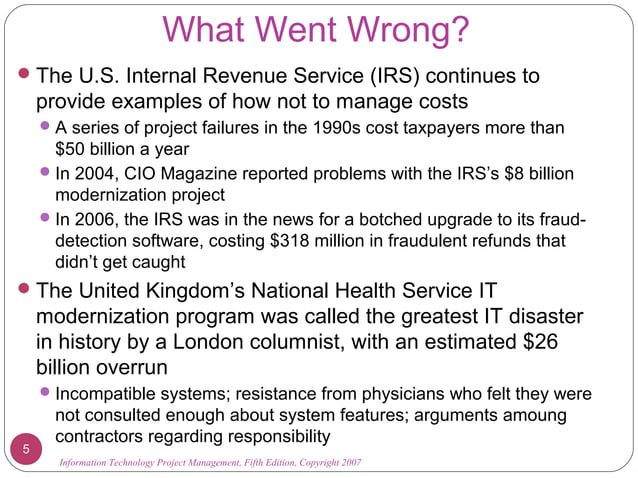 What Went Wrong?
The U.S. Internal Revenue Service (IRS) continues to
provide examples of how not to manage costs
A series of project failures in the 1990s cost taxpayers more than
$50 billion a year
In 2004, CIO Magazine reported problems with the IRS’s $8 billion
modernization project
In 2006, the IRS was in the news for a botched upgrade to its fraud-
detection software, costing $318 million in fraudulent refunds that
didn’t get caught
The United Kingdom’s National Health Service IT
modernization program was called the greatest IT disaster
in history by a London columnist, with an estimated $26
billion overrun
Incompatible systems; resistance from physicians who felt they were
not consulted enough about system features; arguments amoung
contractors regarding responsibility
5
Information Technology Project Management, Fifth Edition, Copyright 2007